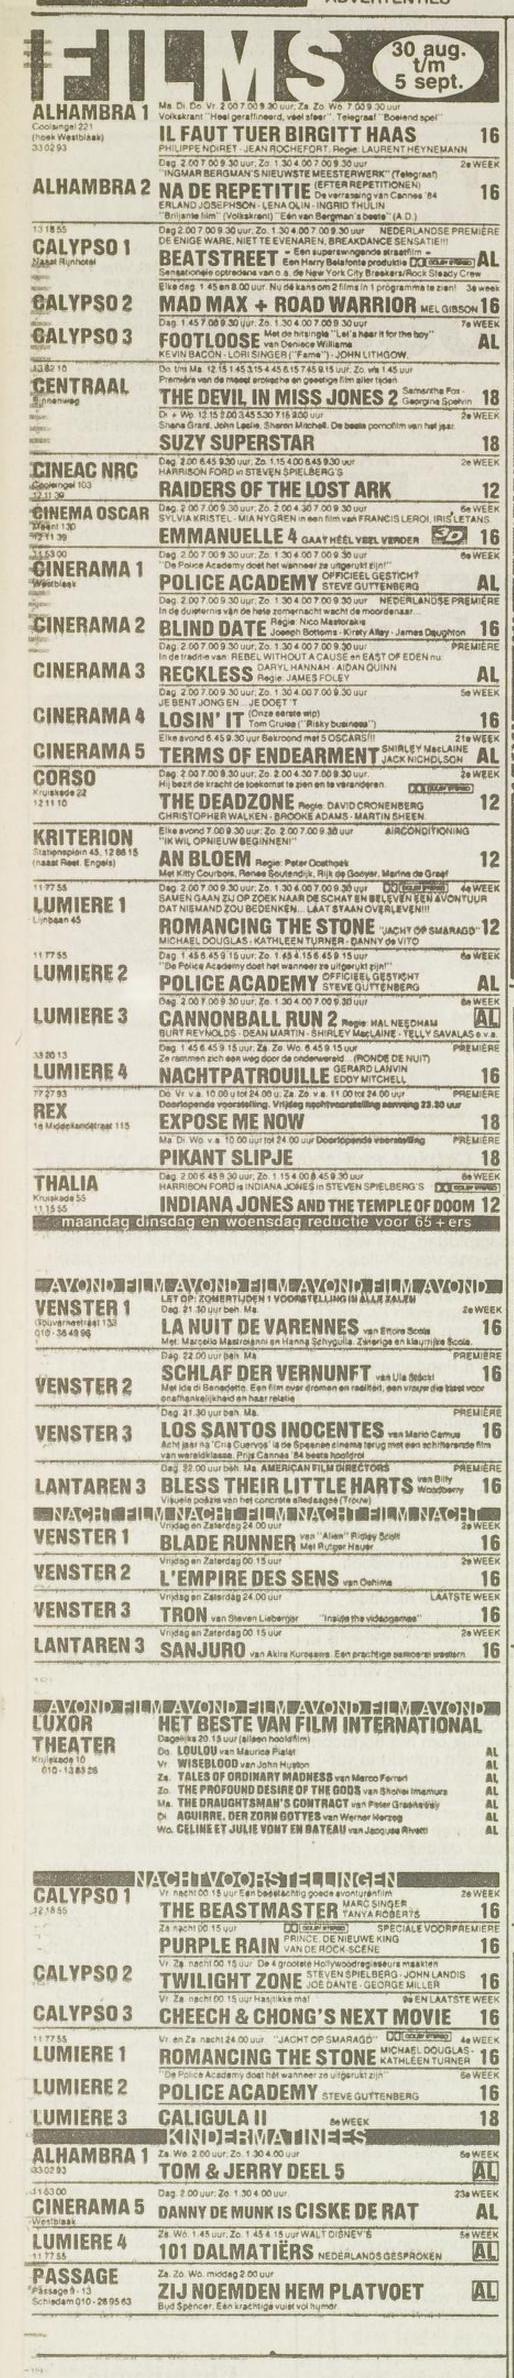 ADVERTENTIES
FILMS
30 aug.
t/m
5 sept.
ALHAMBRA 1
Coolsingel 221
(hoek Westblaak)
33 02 93
Ma. Di. Do. Vr. 2.00 7.00 9.30 uur; Za. Zo. Wo. 7.00 9.30 uur
Volkskrant "Heel geraffineerd, veel sfeer". Telegraaf "Boeiend spel"
IL FAUT TUER BIRGITT HAAS 16
PHILIPPE NOIRET - JEAN ROCHEFORT. Regie: LAURENT HEYNEMANN
ALHAMBRA 2
Dag. 2.00 7.00 9.30 uur; Zo. 1.30 4.00 7.00 9.30 uur 2e WEEK
"INGMAR BERGMAN'S NIEUWSTE MEESTERWERK" (Telegraaf)
NA DE REPETITIE (EFTER REPETITIONEN) De verrassing van Cannes '84 16
ERLAND JOSEPHSON - LENA OLIN - INGRID THULIN
"Briljante film" (Volkskrant) "Eén van Bergman's beste" (A.D.)
13 18 55
CALYPSO 1
Naast Rijnhotel
Dag. 2.00 7.00 9.30 uur; Zo. 1.30 4.00 7.00 9.30 uur NEDERLANDSE PREMIÈRE
DE ENIGE WARE, NIET TE EVENAREN, BREAKDANCE SENSATIE!!!
BEATSTREET - Een superswingende straatfilm - Een Harry Belafonte produktie DOLBY STEREO AL
Sensationele optredens van o.a. de New York City Breakers/Rock Steady Crew
CALYPSO 2
Elke dag 1.45 en 8.00 uur. Nu de kans om 2 films in 1 programma te zien! 3e week
MAD MAX + ROAD WARRIOR MEL GIBSON 16
CALYPSO 3
Dag. 1.45 7.00 9.30 uur; Zo. 1.30 4.00 7.00 9.30 uur 7e WEEK
FOOTLOOSE Met de hitsingle "Let's hear it for the boy" van Deniece Williams AL
KEVIN BACON - LORI SINGER ("Fame") - JOHN LITHGOW.
CENTRAAL
Binnenweg
Do. t/m Ma. 12.15 1.45 3.15 4.45 6.15 7.45 9.15 uur. Zo. v/a 1.45 uur
Première van de meest erotische en geestige film aller tijden
THE DEVIL IN MISS JONES 2 Samantha Fox - Georgina Spelvin 18
Di + Wo. 12.15 2.00 3.45 5.30 7.15 9.00 uur 2e WEEK
Shana Grant, John Leslie, Sharon Mitchell. De beste pornofilm van het jaar.
SUZY SUPERSTAR 18
CINEAC NRC
Coolsingel 103
12 11 39
Dag. 2.00 6.45 9.30 uur; Zo. 1.15 4.00 6.45 9.30 uur 2e WEEK
HARRISON FORD in STEVEN SPIELBERG'S
RAIDERS OF THE LOST ARK 12
CINEMA OSCAR
Meent 130
12 11 39
Dag. 2.00 7.00 9.30 uur; Zo. 2.00 4.30 7.00 9.30 uur 6e WEEK
SYLVIA KRISTEL - MIA NYGREN in een film van FRANCIS LEROI, IRIS LETANS
EMMANUELLE 4 GAAT HÉÉL VEEL VERDER 3D 16
11 53 00
CINERAMA 1
Westblaak
Dag. 2.00 7.00 9.30 uur; Zo. 1.30 4.00 7.00 9.30 uur 6e WEEK
"De Police Academy doet het wanneer ze uitgerukt zijn!"
POLICE ACADEMY OFFICIEEL GESTICHT STEVE GUTTENBERG AL
CINERAMA 2
Dag. 2.00 7.00 9.30 uur; Zo. 1.30 4.00 7.00 9.30 uur NEDERLANDSE PREMIÈRE
In de duisternis van de hete zomernacht wacht de moordenaar...
BLIND DATE Regie: Nico Mastorakis Joseph Bottoms - Kirsty Alley - James Daughton 16
CINERAMA 3
Dag. 2.00 7.00 9.30 uur; Zo. 1.30 4.00 7.00 9.30 uur PREMIÈRE
In de traditie van: REBEL WITHOUT A CAUSE en EAST OF EDEN nu:
RECKLESS DARYL HANNAH - AIDAN QUINN Regie: JAMES FOLEY AL
CINERAMA 4
Dag. 2.00 7.00 9.30 uur; Zo. 1.30 4.00 7.00 9.30 uur 5e WEEK
JE BENT JONG EN... JE DOET 'T
LOSIN' IT (Onze eerste wip) Tom Cruise ("Risky business") 16
CINERAMA 5
Elke avond 6.45 9.30 uur Bekroond met 5 OSCARS!!! 21e WEEK
TERMS OF ENDEARMENT SHIRLEY MacLAINE JACK NICHOLSON AL
CORSO
Kruiskade 22
12 11 10
Dag. 2.00 7.00 9.30 uur; Zo. 2.00 4.30 7.00 9.30 uur. 2e WEEK
Hij bezit de kracht de toekomst te zien en te veranderen. DOLBY STEREO
THE DEADZONE Regie: DAVID CRONENBERG 12
CHRISTOPHER WALKEN - BROOKE ADAMS - MARTIN SHEEN.
KRITERION
Stationsplein 45, 12 86 15
(naast Rest. Engels)
Elke avond 7.00 9.30 uur; Zo. 2.00 7.00 9.30 uur AIRCONDITIONING
"IK WIL OPNIEUW BEGINNEN!"
AN BLOEM Regie: Peter Oosthoek 12
Met Kitty Courbois, Renee Soutendijk, Rijk de Gooyer, Marina de Graaf
11 77 55
LUMIERE 1
Lijnbaan 45
Dag. 2.00 7.00 9.30 uur; Zo. 1.30 4.00 7.00 9.30 uur DOLBY STEREO 4e WEEK
SAMEN GAAN ZIJ OP ZOEK NAAR DE SCHAT EN BELEVEN EEN AVONTUUR
DAT NIEMAND ZOU BEDENKEN... LAAT STAAN OVERLEVEN!!!
ROMANCING THE STONE "JACHT OP SMARAGD" 12
MICHAEL DOUGLAS - KATHLEEN TURNER - DANNY de VITO
11 77 55
LUMIERE 2
Dag. 1.45 6.45 9.15 uur; Zo. 1.45 4.15 6.45 9.15 uur 6e WEEK
"De Police Academy doet het wanneer ze uitgerukt zijn!"
POLICE ACADEMY OFFICIEEL GESTICHT STEVE GUTTENBERG AL
LUMIERE 3
Dag. 2.00 7.00 9.30 uur; Zo. 1.30 4.00 7.00 9.30 uur 8e WEEK
CANNONBALL RUN 2 Regie: HAL NEEDHAM AL
BURT REYNOLDS - DEAN MARTIN - SHIRLEY MacLAINE - TELLY SAVALAS e.v.a.
33 20 13
LUMIERE 4
Dag. 1.45 6.45 9.15 uur; Za. Zo. Wo. 6.45 9.15 uur PREMIÈRE
Ze rammen zich een weg door de onderwereld... (RONDE DE NUIT)
NACHTPATROUILLE GERARD LANVIN EDDY MITCHELL 16
77 27 93
REX
1e Middellandstraat 115
Do. Vr. v.a. 10.00 u tot 24.00 u; Za. Zo. v.a. 11.00 tot 24.00 uur PREMIÈRE
Doorlopende voorstelling. Vrijdag nachtvoorstelling aanvang 23.30 uur
EXPOSE ME NOW 18
Ma. Di. Wo. v.a. 10.00 uur tot 24.00 uur Doorlopende voorstelling PREMIÈRE
PIKANT SLIPJE 18
THALIA
Kruiskade 55
11 15 55
Dag. 2.00 6.45 9.30 uur; Zo. 1.15 4.00 6.45 9.30 uur 8e WEEK
HARRISON FORD is INDIANA JONES in STEVEN SPIELBERG'S DOLBY STEREO
INDIANA JONES AND THE TEMPLE OF DOOM 12
maandag dinsdag en woensdag reductie voor 65+ers
AVOND FILM AVOND FILM AVOND FILM AVOND
LET OP: ZOMERTIJDEN 1 VOORSTELLING IN ALLE ZALEN
VENSTER 1
Gouvernestraat 133
010-36 49 96
Dag. 21.30 uur beh. Ma. 2e WEEK
LA NUIT DE VARENNES van Ettore Scola 16
Met: Marcello Mastroianni en Hanna Schygulla. Zwierige en kleurrijke Scola.
VENSTER 2
Dag. 22.00 uur beh. Ma. PREMIÈRE
SCHLAF DER VERNUNFT van Ula Stöckl 16
Met Ida di Benedetto. Een film over dromen en realiteit, een vrouw die kiest voor
onafhankelijkheid en haar relatie
VENSTER 3
Dag. 21.30 uur beh. Ma. PREMIÈRE
LOS SANTOS INOCENTES van Mario Camus 16
Acht jaar na 'Cria Cuervos' is de Spaanse cinema terug met een schitterende film
van wereldklasse. Prijs Cannes '84 beste hoofdrol
LANTAREN 3
Dag. 22.00 uur beh. Ma. AMERICAN FILM DIRECTORS PREMIÈRE
BLESS THEIR LITTLE HARTS van Billy Woodberry 16
Visuele poëzie van het concrete alledaagse (Trouw)
NACHT FILM NACHT FILM NACHT FILM NACHT
VENSTER 1
Vrijdag en Zaterdag 24.00 uur 2e WEEK
BLADE RUNNER van "Alien" Ridley Scott Met Rutger Hauer 16
VENSTER 2
Vrijdag en Zaterdag 00.15 uur 2e WEEK
L'EMPIRE DES SENS van Oshima 16
VENSTER 3
Vrijdag en Zaterdag 24.00 uur LAATSTE WEEK
TRON van Steven Lisberger "Inside the videogames" 16
LANTAREN 3
Vrijdag en Zaterdag 00.15 uur 2e WEEK
SANJURO van Akira Kurosawa. Een prachtige samoerai western 16
AVOND FILM AVOND FILM AVOND FILM AVOND
LUXOR
THEATER
Kruiskade 10
010-13 83 26
HET BESTE VAN FILM INTERNATIONAL
Dagelijks 20.15 uur (alleen hoofdfilm)
Do. LOULOU van Maurice Pialat AL
Vr. WISEBLOOD van John Huston AL
Za. TALES OF ORDINARY MADNESS van Marco Ferreri AL
Zo. THE PROFOUND DESIRE OF THE GODS van Shohei Imamura AL
Ma. THE DRAUGHTSMAN'S CONTRACT van Peter Greenaway AL
Di. AGUIRRE. DER ZORN GOTTES van Werner Herzog AL
Wo. CELINE ET JULIE VONT EN BATEAU van Jacques Rivette AL
NACHTVOORSTELLINGEN
CALYPSO 1
Vr. nacht 00.15 uur Een beestachtig goede avonturenfilm 2e WEEK
THE BEASTMASTER MARC SINGER TANYA ROBERTS 16
Za nacht 00.15 uur DOLBY STEREO SPECIALE VOORPREMIERE
PURPLE RAIN PRINCE. DE NIEUWE KING VAN DE ROCK-SCENE 16
CALYPSO 2
Vr. Za. nacht 00.15 uur De 4 grootste Hollywoodregisseurs maakten
TWILIGHT ZONE STEVEN SPIELBERG - JOHN LANDIS JOE DANTE - GEORGE MILLER 16
CALYPSO 3
Vr. Za. nacht 00.15 uur Hasjitikke ma! EN LAATSTE WEEK
CHEECH & CHONG'S NEXT MOVIE 16
11 77 55
LUMIERE 1
Vr. en Za. nacht 24.00 uur "JACHT OP SMARAGD" DOLBY STEREO 4e WEEK
ROMANCING THE STONE MICHAEL DOUGLAS - KATHLEEN TURNER 16
LUMIERE 2
"De Police Academy doet het wanneer ze uitgerukt zijn" 6e WEEK
POLICE ACADEMY STEVE GUTTENBERG 16
LUMIERE 3
CALIGULA II 8e WEEK 18
KINDERMATINEES
ALHAMBRA 1
33 02 93
Za. Wo. 2.00 uur; Zo. 1.30 4.00 uur 5e WEEK
TOM & JERRY DEEL 5 AL
11 53 00
CINERAMA 5
Westblaak
Dag. 2.00 uur; Zo. 1.30 4.00 uur. 23e WEEK
DANNY DE MUNK IS CISKE DE RAT AL
LUMIERE 4
11 77 55
Za. Wo. 1.45 uur; Zo. 1.45 4.15 uur WALT DISNEY'S 5e WEEK
101 DALMATIËRS NEDERLANDS GESPROKEN AL
PASSAGE
Passage 9 - 13
Schiedam 010-26 95 63
Za. Zo. Wo. middag 2.00 uur
ZIJ NOEMDEN HEM PLATVOET AL
Bud Spencer. Een krachtige vuist vol humor.